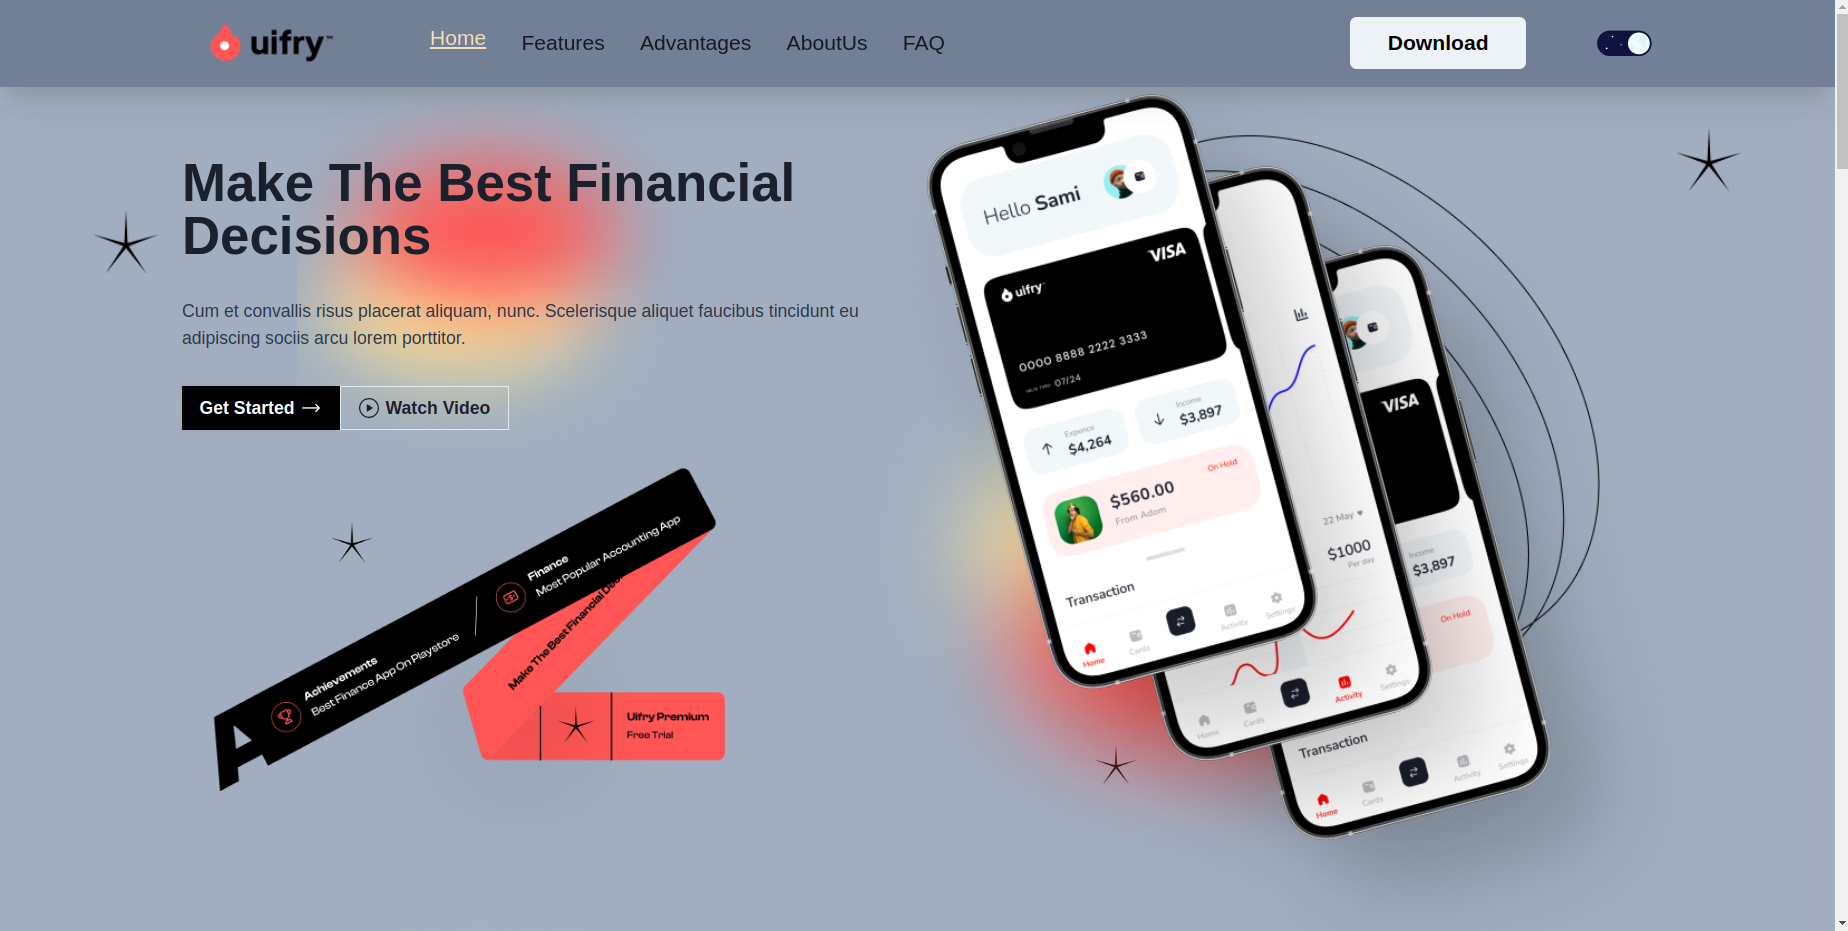 uifry™
Home
Features
Advantages
AboutUs
FAQ
Download
Make The Best Financial
Decisions
Cum et convallis risus placerat aliquam, nunc. Scelerisque aliquet faucibus tincidunt eu
adipiscing sociis arcu lorem porttitor.
Get Started
Watch Video
Achievements
Best Finance App On Playstore
Finance
Most Popular Accounting App
Make The Best Financial
Uifry Premium
Free Trial
A
Hello Sami
VISA
uifry
0000 8888 2222 3333
VALID THRU 07/24
Expence
$4,264
Income
$3,897
On Hold
$560.00
From Adom
Transaction
Home
Cards
Activity
Settings
22 May
$1000
Per day
Home
Cards
Activity
Settings
VISA
Income
$3,897
On Hold
Transaction
Home
Cards
Activity
Settings